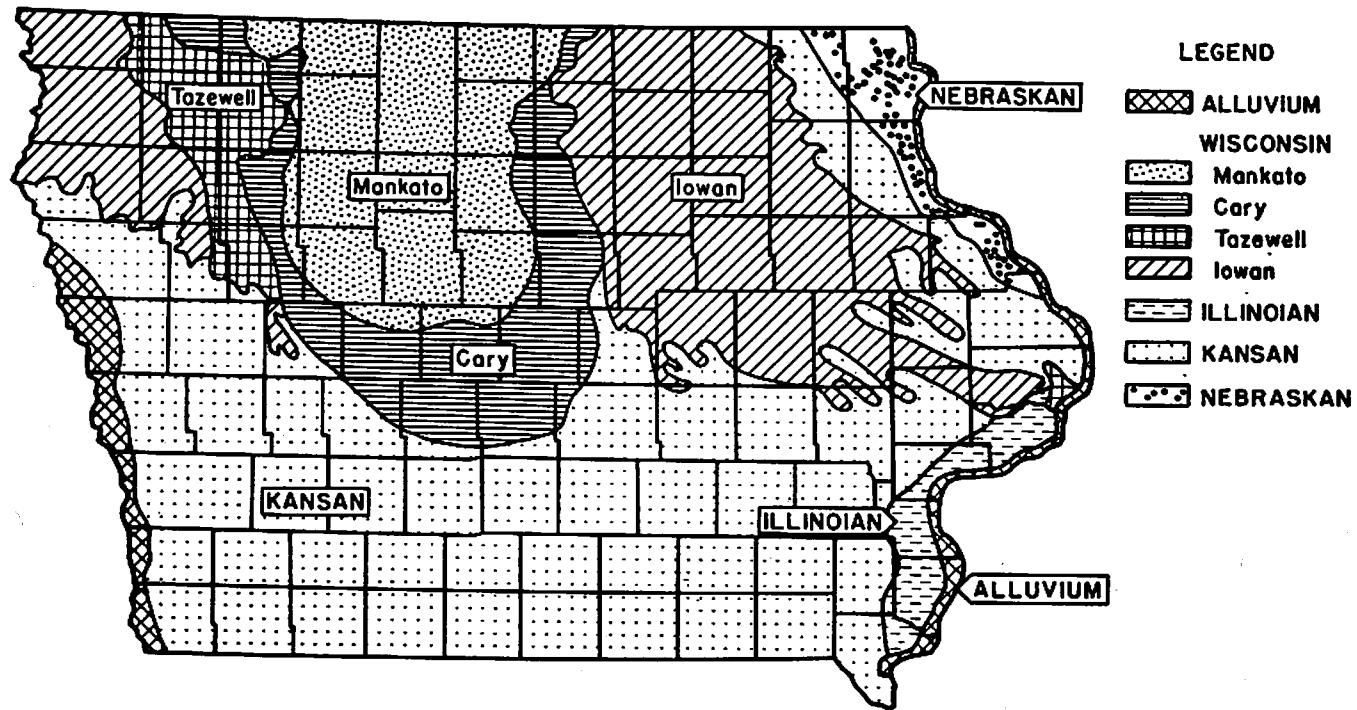 Tazewell
Mankato
Iowan
Cary
KANSAN
ILLINOIAN
NEBRASKAN
ALLUVIUM
LEGEND
ALLUVIUM
WISCONSIN
Mankato
Cary
Tazewell
Iowan
ILLINOIAN
KANSAN
NEBRASKAN